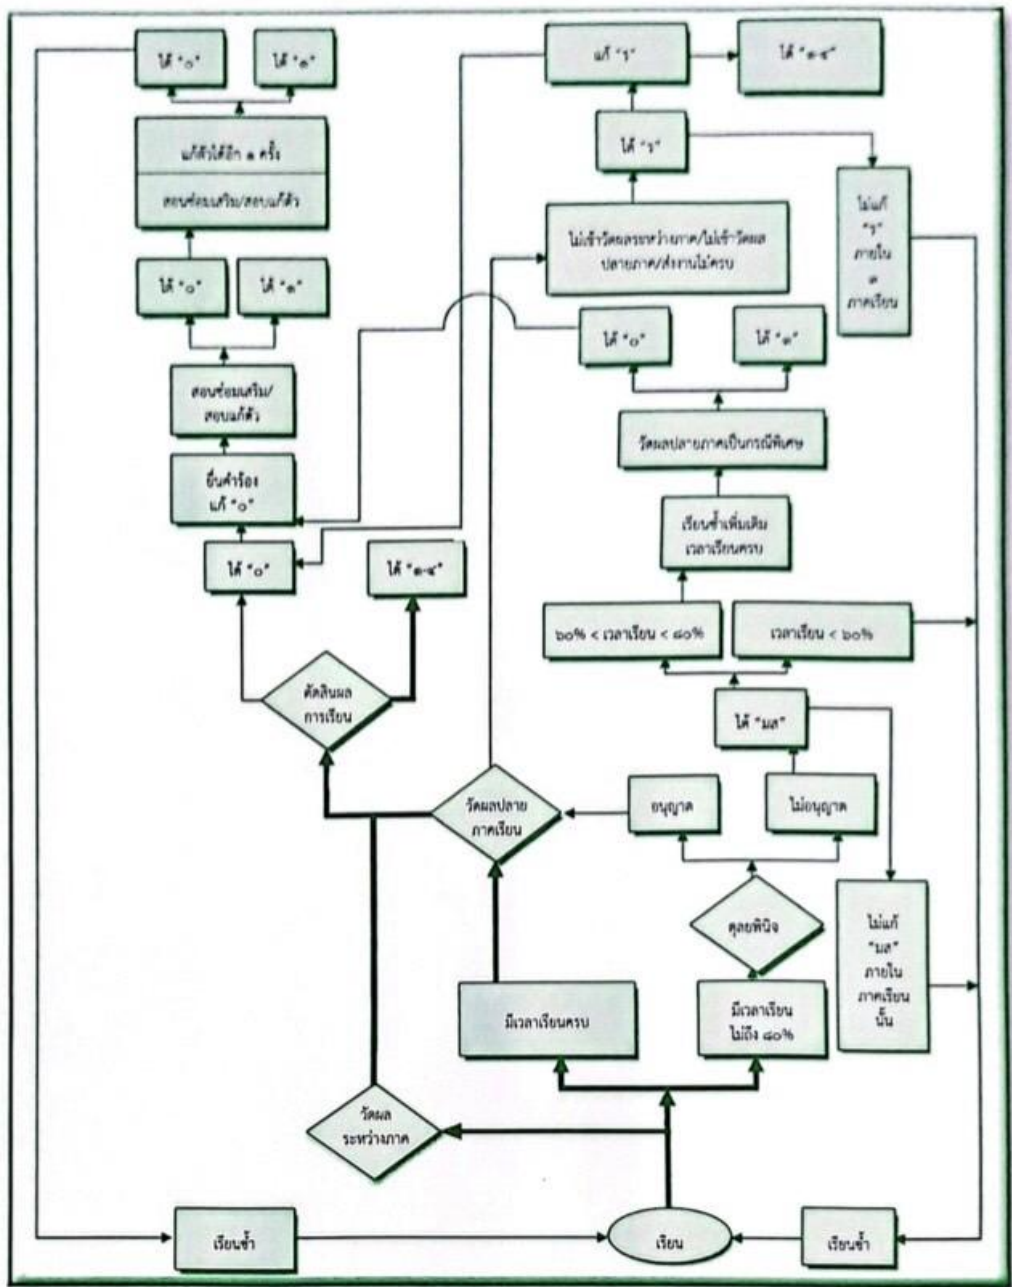 ได้ "๐"
ได้ "๑"
แก้ "ร"
ได้ "๑-๔"
แก้ตัวได้อีก ๑ ครั้ง
สอนซ่อมเสริม/สอบแก้ตัว
ได้ "ร"
ไม่แก้
"ร"
ภายใน
๑
ภาคเรียน
ไม่เข้าวัดผลระหว่างภาค/ไม่เข้าวัดผล
ปลายภาค/ส่งงานไม่ครบ
ได้ "๐"
ได้ "๑"
ได้ "๐"
ได้ "๑"
สอนซ่อมเสริม/
สอบแก้ตัว
วัดผลปลายภาคเป็นกรณีพิเศษ
ยื่นคำร้อง
แก้ "๐"
เรียนซ้ำเพิ่มเติม
เวลาเรียนครบ
ได้ "๐"
ได้ "๑-๔"
๖๐% < เวลาเรียน < ๘๐%
เวลาเรียน < ๖๐%
ตัดสินผล
การเรียน
ได้ "มส"
วัดผลปลาย
ภาคเรียน
อนุญาต
ไม่อนุญาต
ดุลยพินิจ
ไม่แก้
"มส"
ภายใน
ภาคเรียน
นั้น
มีเวลาเรียนครบ
มีเวลาเรียน
ไม่ถึง ๘๐%
วัดผล
ระหว่างภาค
เรียนซ้ำ
เรียน
เรียนซ้ำ